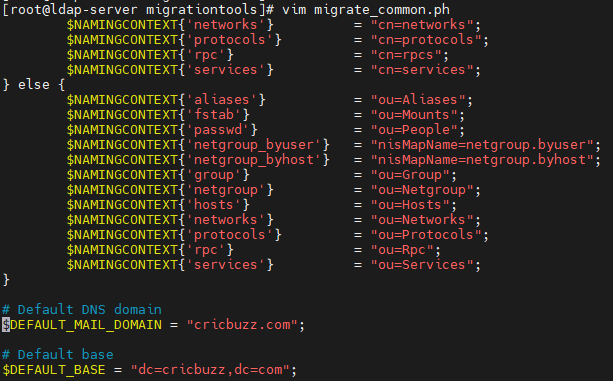 [root@ldap-server migrationtools]# vim migrate_common.ph
        $NAMINGCONTEXT{'networks'}          = "cn=networks";
        $NAMINGCONTEXT{'protocols'}         = "cn=protocols";
        $NAMINGCONTEXT{'rpc'}               = "cn=rpcs";
        $NAMINGCONTEXT{'services'}          = "cn=services";
} else {
        $NAMINGCONTEXT{'aliases'}           = "ou=Aliases";
        $NAMINGCONTEXT{'fstab'}             = "ou=Mounts";
        $NAMINGCONTEXT{'passwd'}            = "ou=People";
        $NAMINGCONTEXT{'netgroup_byuser'}   = "nisMapName=netgroup.byuser";
        $NAMINGCONTEXT{'netgroup_byhost'}   = "nisMapName=netgroup.byhost";
        $NAMINGCONTEXT{'group'}             = "ou=Group";
        $NAMINGCONTEXT{'netgroup'}          = "ou=Netgroup";
        $NAMINGCONTEXT{'hosts'}             = "ou=Hosts";
        $NAMINGCONTEXT{'networks'}          = "ou=Networks";
        $NAMINGCONTEXT{'protocols'}         = "ou=Protocols";
        $NAMINGCONTEXT{'rpc'}               = "ou=Rpc";
        $NAMINGCONTEXT{'services'}          = "ou=Services";
}
# Default DNS domain
$DEFAULT_MAIL_DOMAIN = "cricbuzz.com";
# Default base
$DEFAULT_BASE = "dc=cricbuzz,dc=com";